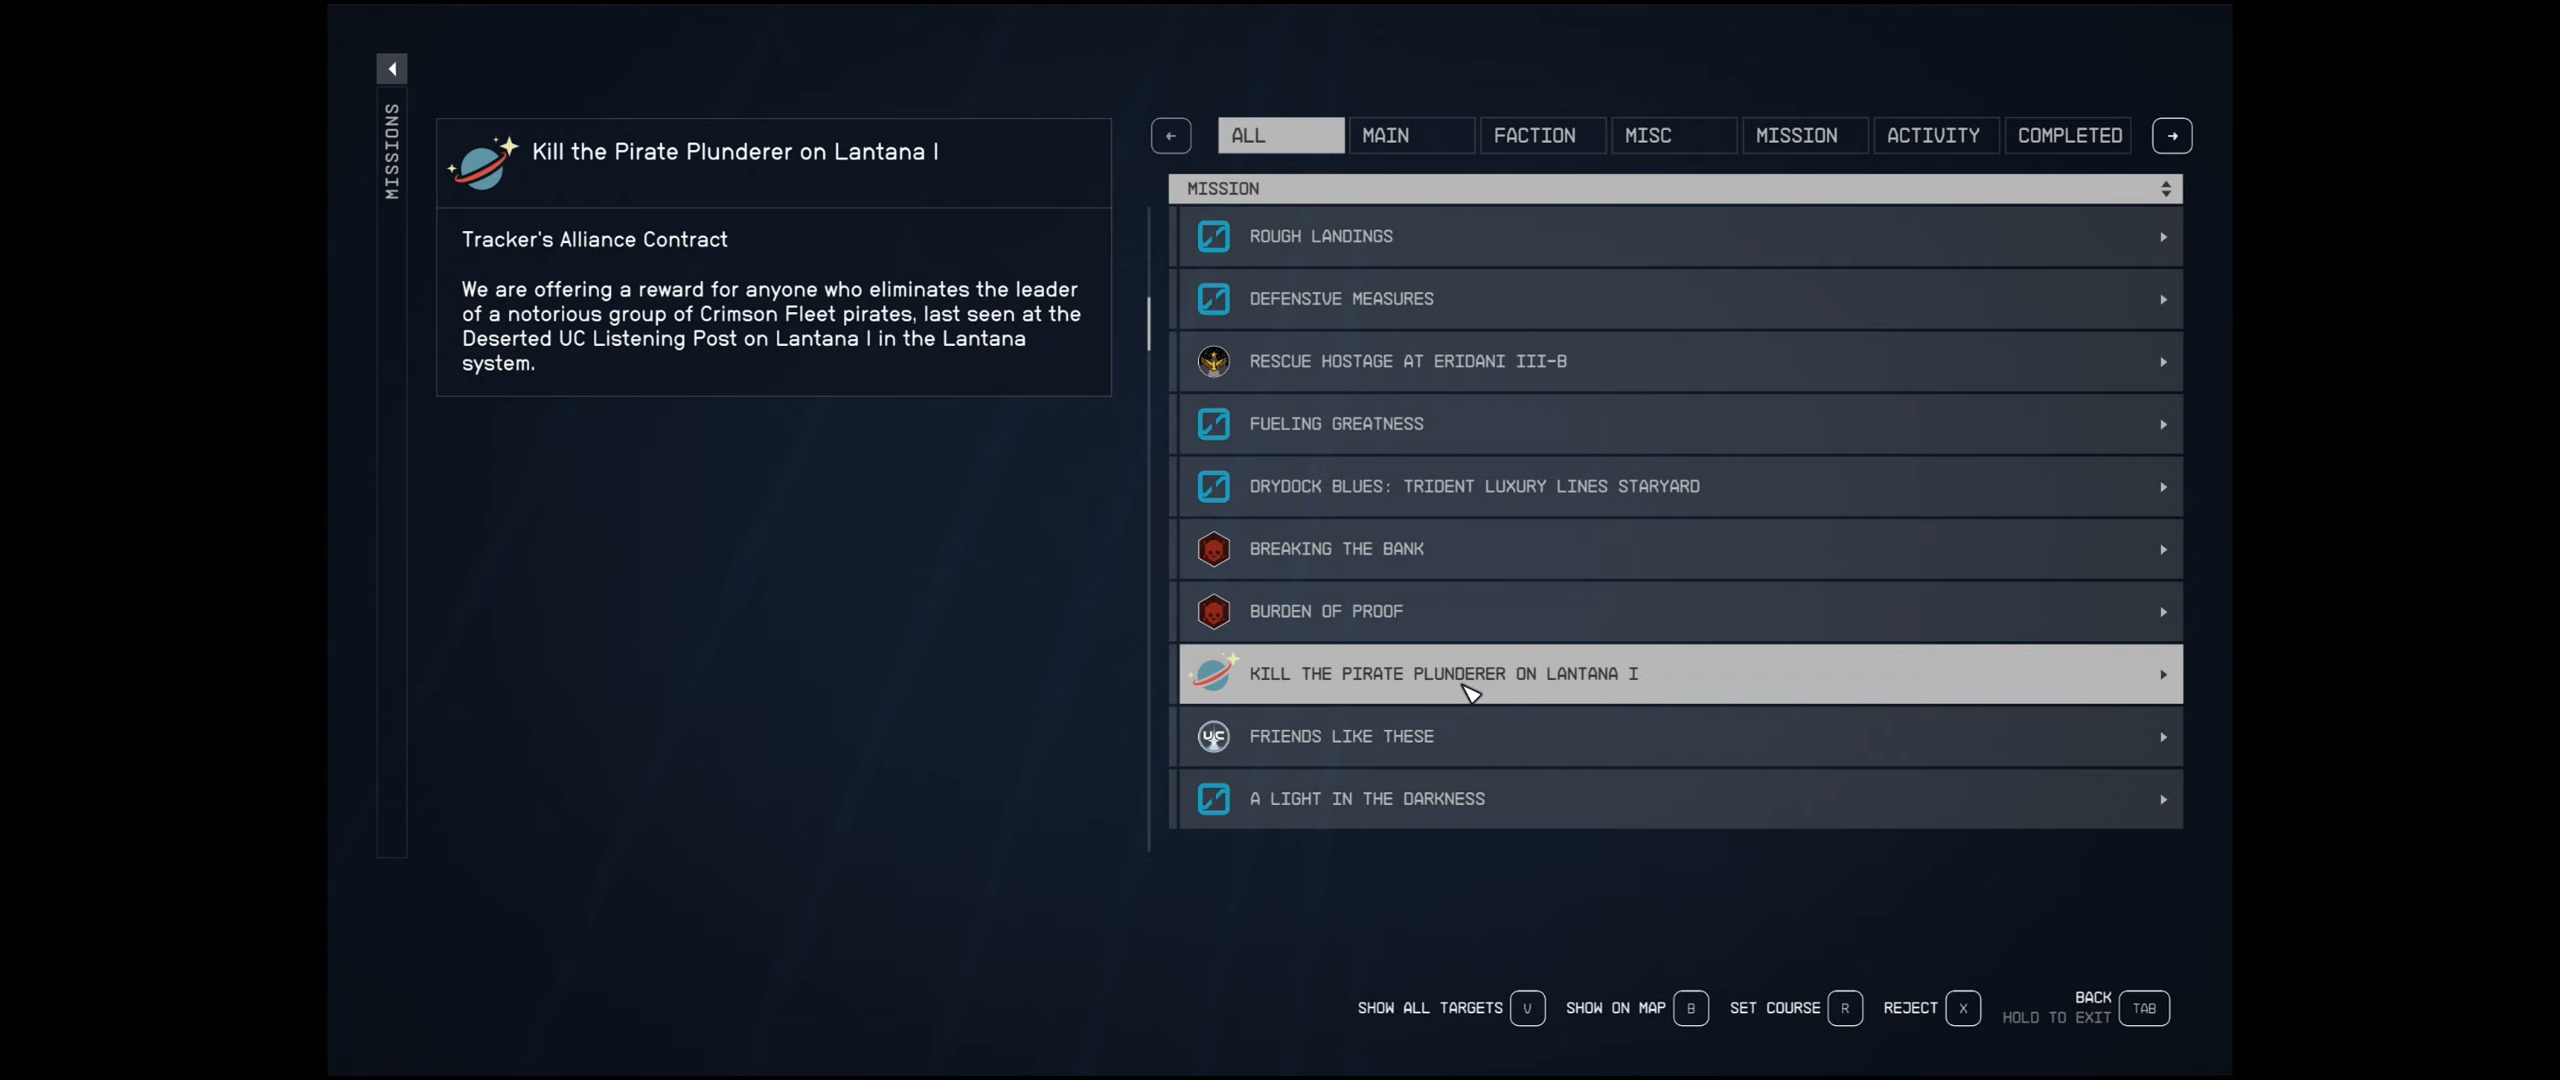 MISSIONS
Kill the Pirate Plunderer on Lantana I
Tracker's Alliance Contract
We are offering a reward for anyone who eliminates the leader
of a notorious group of Crimson Fleet pirates, last seen at the
Deserted UC Listening Post on Lantana I in the Lantana
system.
ALL MAIN FACTION MISC MISSION ACTIVITY COMPLETED
MISSION
ROUGH LANDINGS
DEFENSIVE MEASURES
RESCUE HOSTAGE AT ERIDANI III-B
FUELING GREATNESS
DRYDOCK BLUES: TRIDENT LUXURY LINES STARYARD
BREAKING THE BANK
BURDEN OF PROOF
KILL THE PIRATE PLUNDERER ON LANTANA I
UC FRIENDS LIKE THESE
A LIGHT IN THE DARKNESS
SHOW ALL TARGETS V SHOW ON MAP B SET COURSE R REJECT X BACK TAB
HOLD TO EXIT